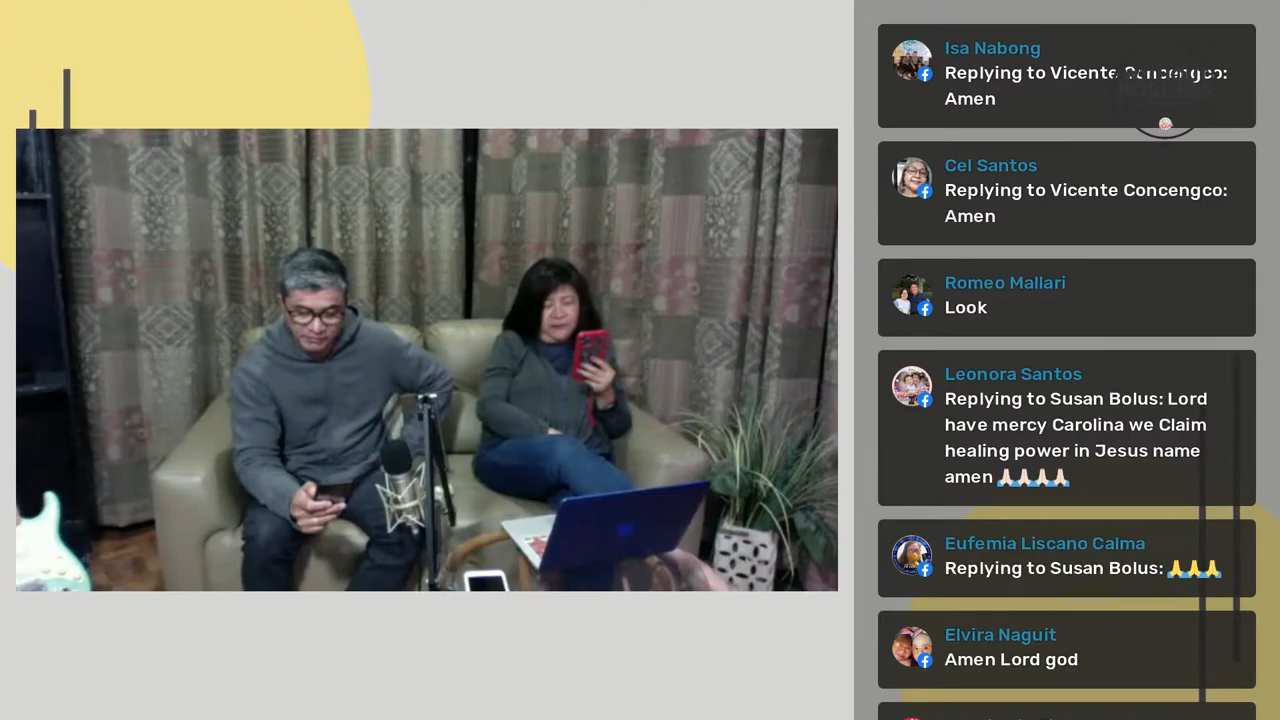 Isa Nabong
Replying to Vicente Concengco:
Amen
Cel Santos
Replying to Vicente Concengco:
Amen
Romeo Mallari
Look
Leonora Santos
Replying to Susan Bolus: Lord
have mercy Carolina we Claim
healing power in Jesus name
amen 🙏🏻🙏🏻🙏🏻🙏🏻
Eufemia Liscano Calma
Replying to Susan Bolus: 🙏🙏🙏
Elvira Naguit
Amen Lord god